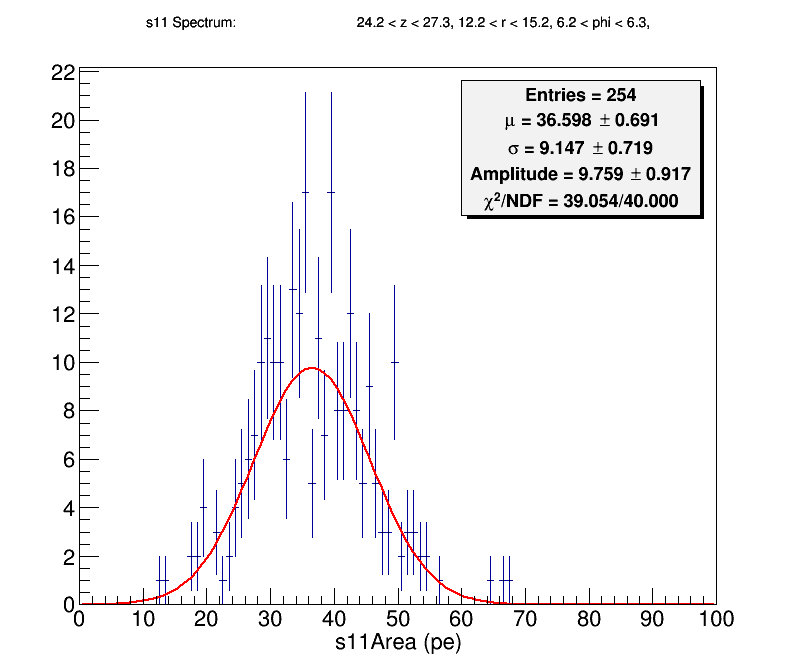 s11 Spectrum: 24.2 < z < 27.3, 12.2 < r < 15.2, 6.2 < phi < 6.3,
Entries = 254
μ = 36.598 ± 0.691
σ = 9.147 ± 0.719
Amplitude = 9.759 ± 0.917
χ²/NDF = 39.054/40.000
22
20
18
16
14
12
10
8
6
4
2
0
0 10 20 30 40 50 60 70 80 90 100
s11Area (pe)